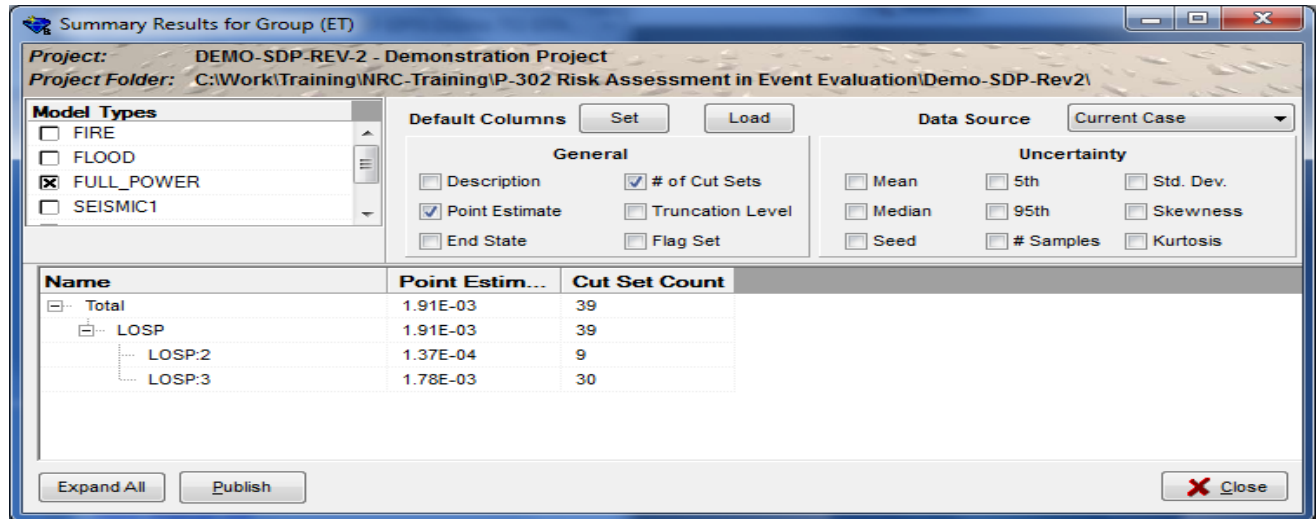 Summary Results for Group (ET)
Project: DEMO-SDP-REV-2 - Demonstration Project
Project Folder: C:\Work\Training\NRC-Training\P-302 Risk Assessment in Event Evaluation\Demo-SDP-Rev2\
Model Types
FIRE
FLOOD
FULL_POWER
SEISMIC1
Default Columns Set Load Data Source Current Case
General
Description # of Cut Sets
Point Estimate Truncation Level
End State Flag Set
Uncertainty
Mean 5th Std. Dev.
Median 95th Skewness
Seed # Samples Kurtosis
Name Point Estim... Cut Set Count
Total 1.91E-03 39
LOSP 1.91E-03 39
LOSP:2 1.37E-04 9
LOSP:3 1.78E-03 30
Expand All Publish Close